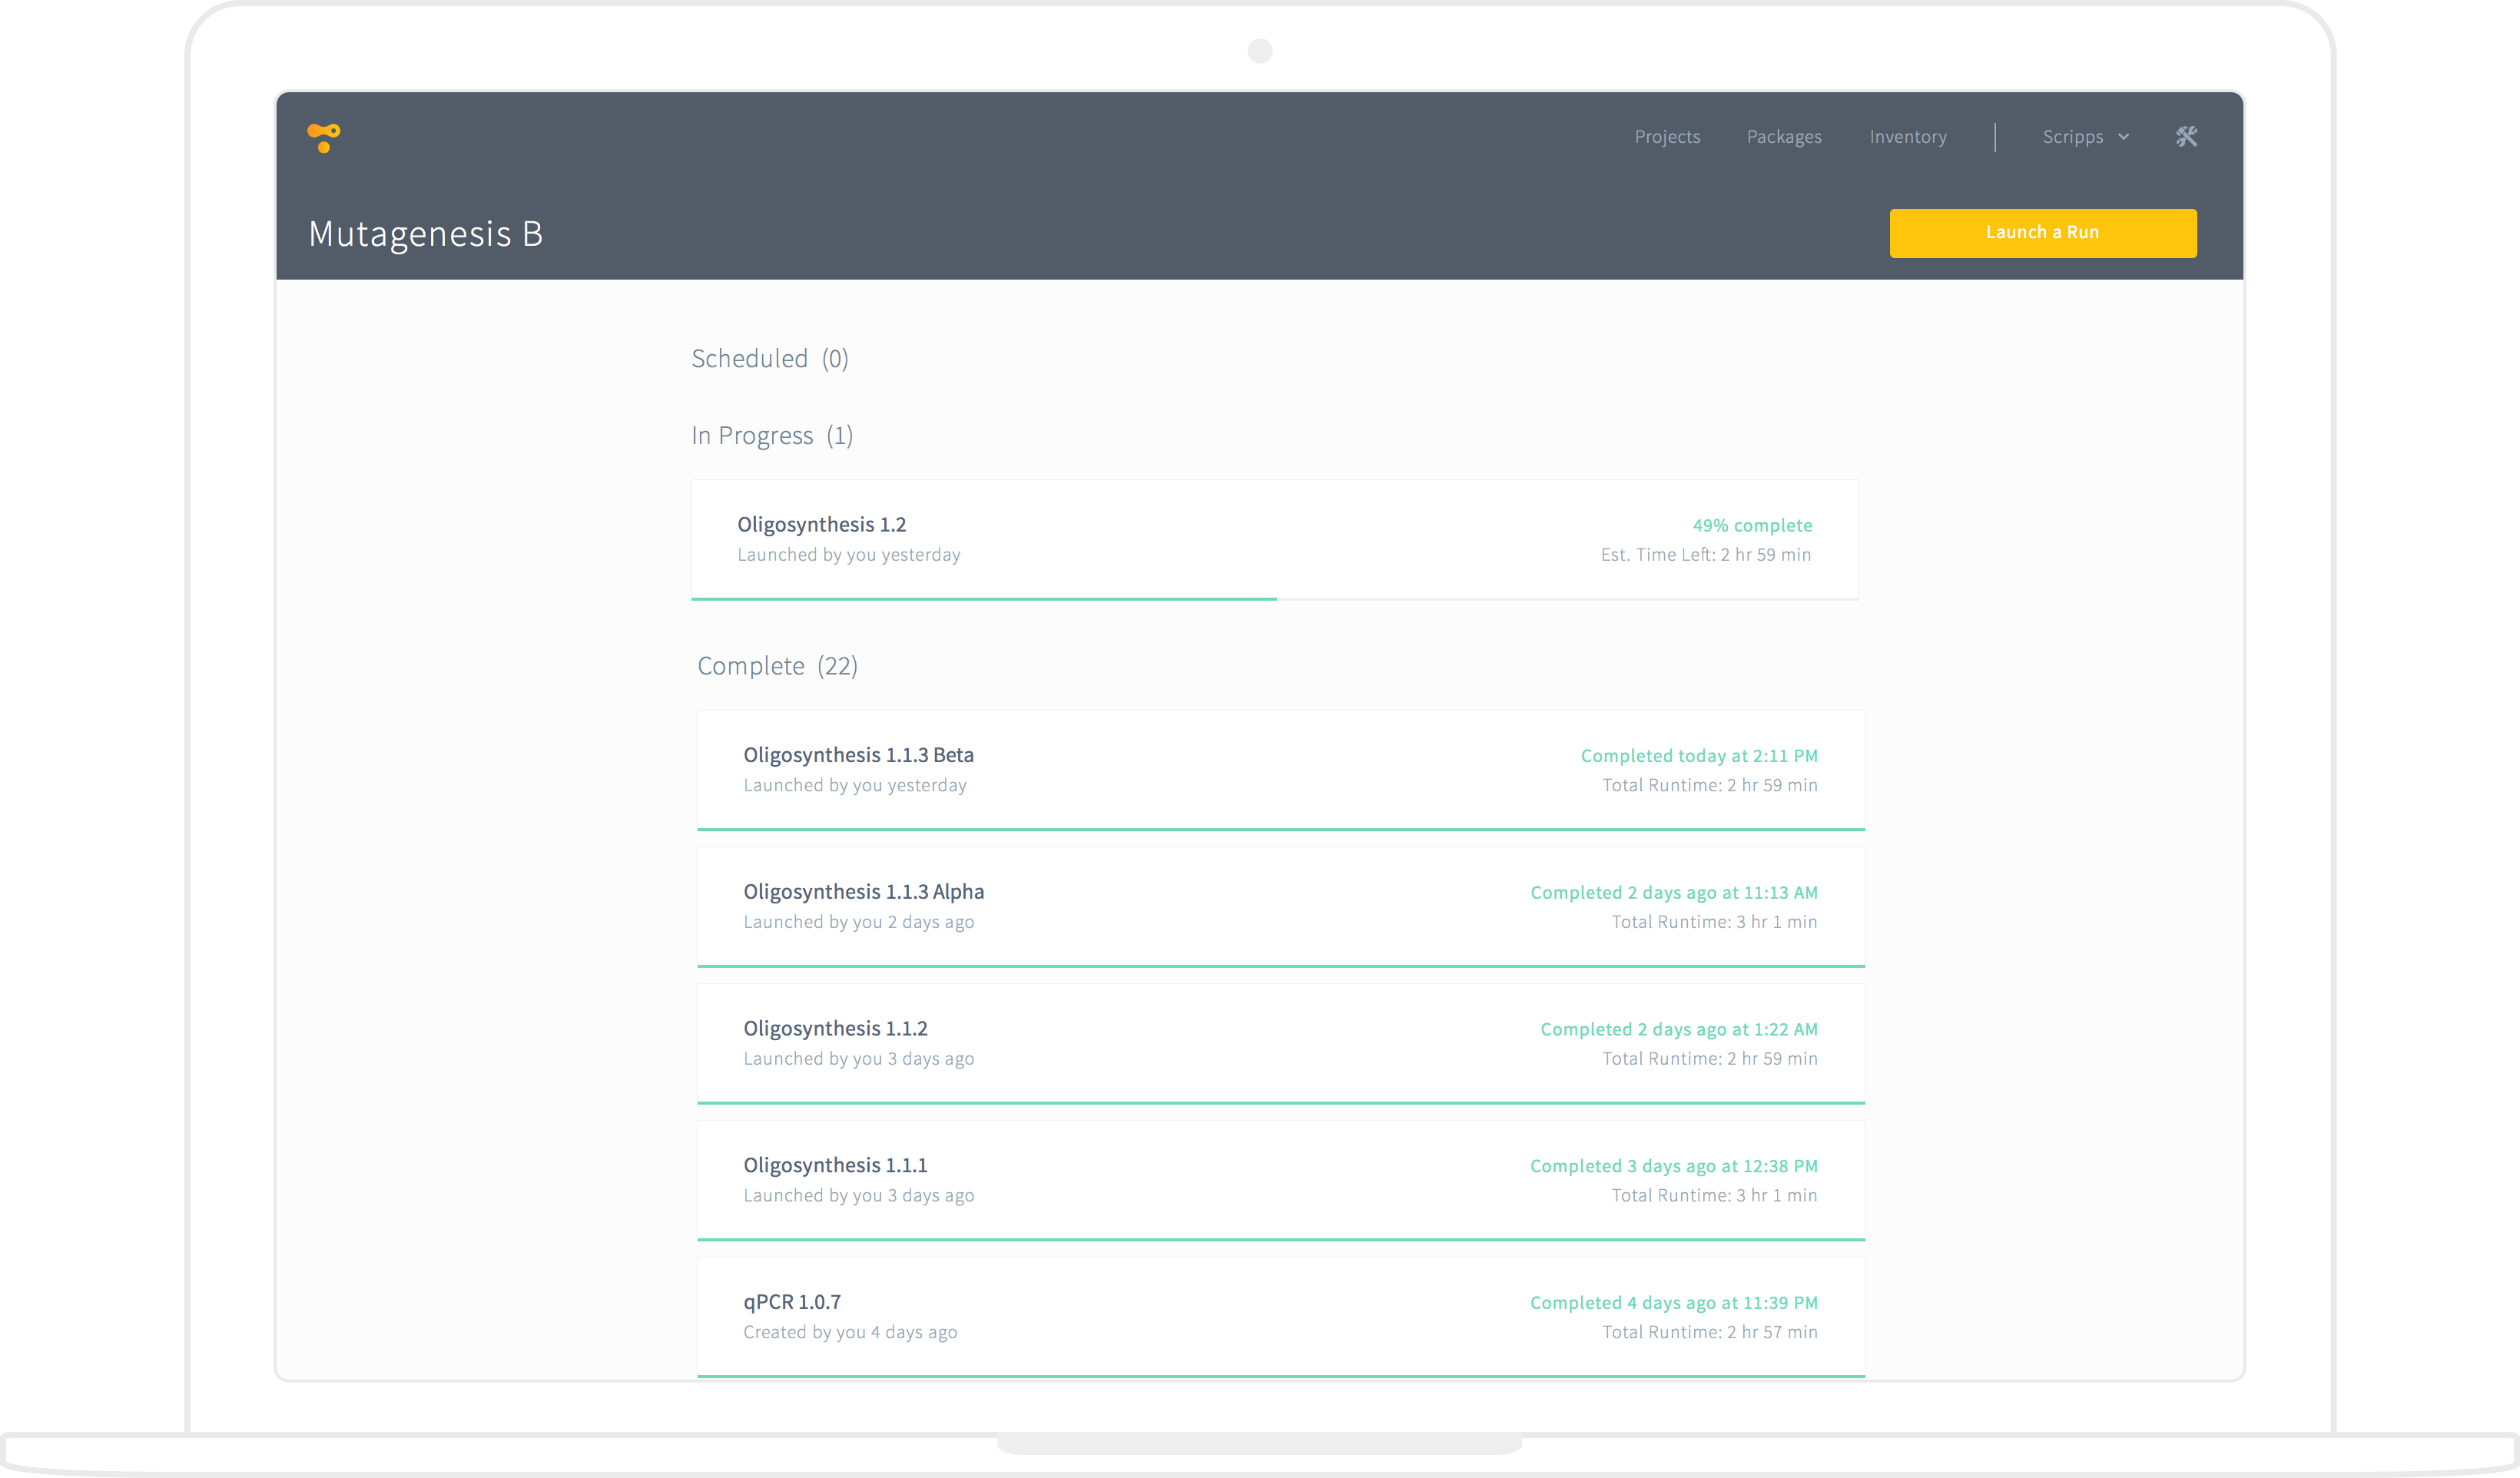 Projects Packages Inventory Scripps
Mutagenesis B
Launch a Run
Scheduled (0)
In Progress (1)
Oligosynthesis 1.2
49% complete
Launched by you yesterday
Est. Time Left: 2 hr 59 min
Complete (22)
Oligosynthesis 1.1.3 Beta
Completed today at 2:11 PM
Launched by you yesterday
Total Runtime: 2 hr 59 min
Oligosynthesis 1.1.3 Alpha
Completed 2 days ago at 11:13 AM
Launched by you 2 days ago
Total Runtime: 3 hr 1 min
Oligosynthesis 1.1.2
Completed 2 days ago at 1:22 AM
Launched by you 3 days ago
Total Runtime: 2 hr 59 min
Oligosynthesis 1.1.1
Completed 3 days ago at 12:38 PM
Launched by you 3 days ago
Total Runtime: 3 hr 1 min
qPCR 1.0.7
Completed 4 days ago at 11:39 PM
Created by you 4 days ago
Total Runtime: 2 hr 57 min